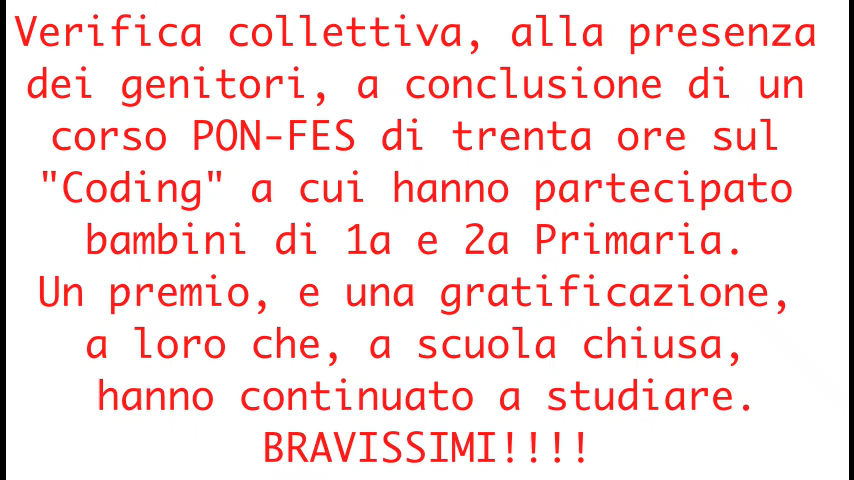 Verifica collettiva, alla presenza
dei genitori, a conclusione di un
corso PON-FES di trenta ore sul
"Coding" a cui hanno partecipato
bambini di 1a e 2a Primaria.
Un premio, e una gratificazione,
a loro che, a scuola chiusa,
hanno continuato a studiare.
BRAVISSIMI!!!!